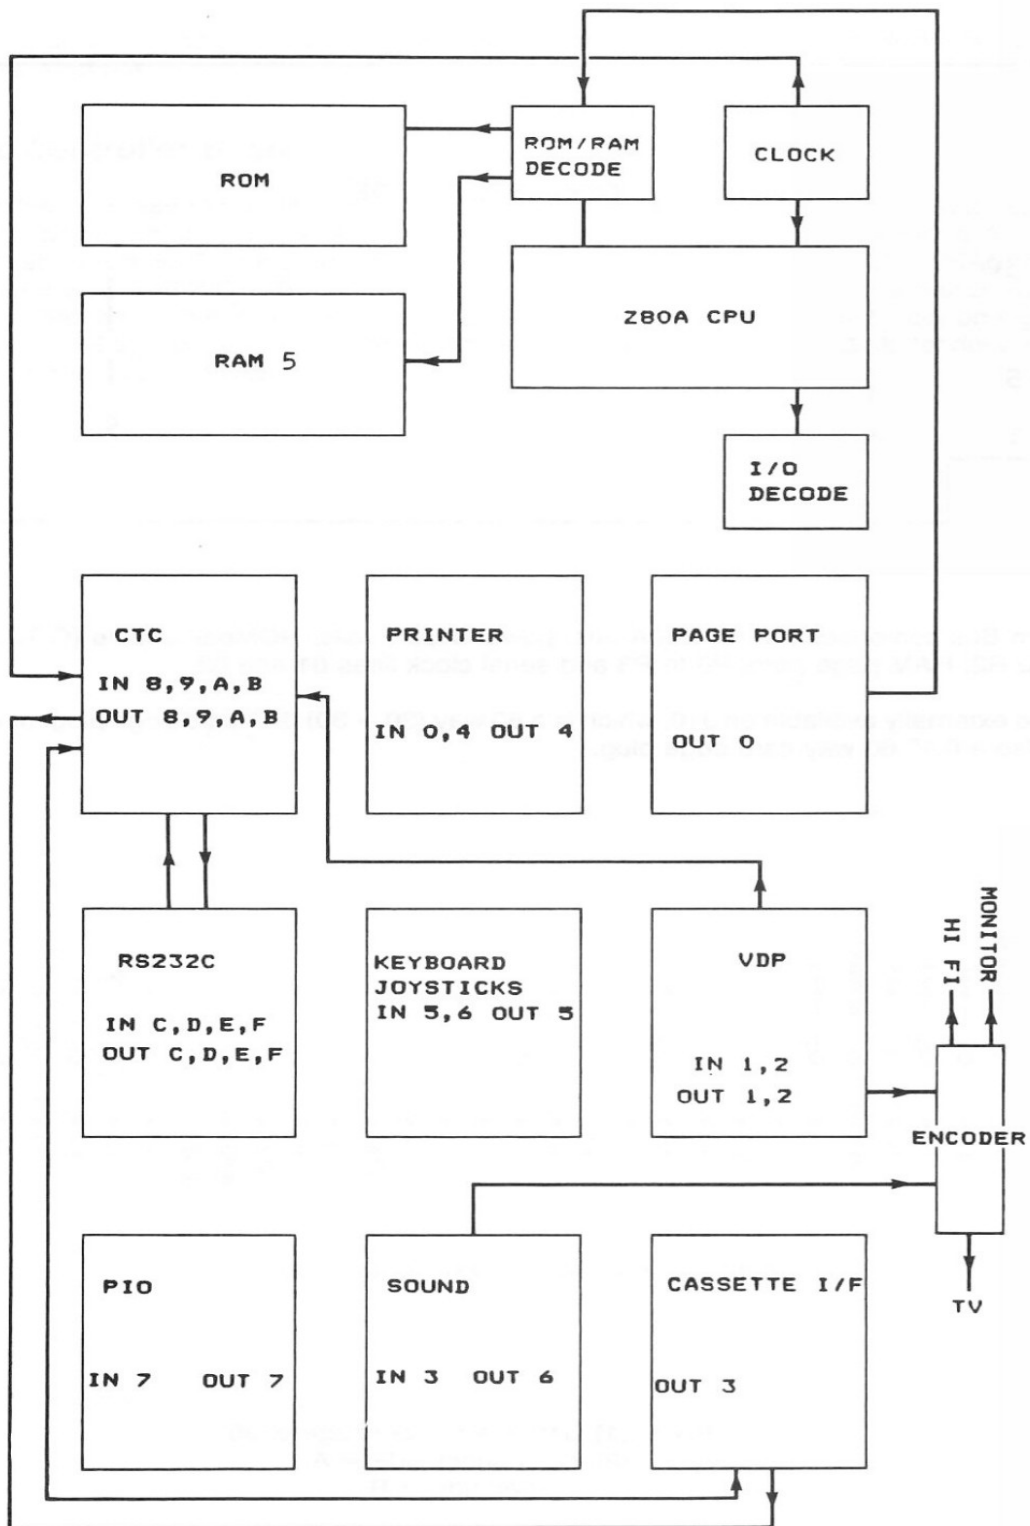 ROM
ROM/RAM
DECODE
CLOCK
RAM 5
Z80A CPU
I/O
DECODE
CTC
IN 8,9,A,B
OUT 8,9,A,B
PRINTER
IN 0,4 OUT 4
PAGE PORT
OUT 0
RS232C
IN C,D,E,F
OUT C,D,E,F
KEYBOARD
JOYSTICKS
IN 5,6 OUT 5
VDP
IN 1,2
OUT 1,2
HI FI
MONITOR
ENCODER
TV
PIO
IN 7 OUT 7
SOUND
IN 3 OUT 6
CASSETTE I/F
OUT 3